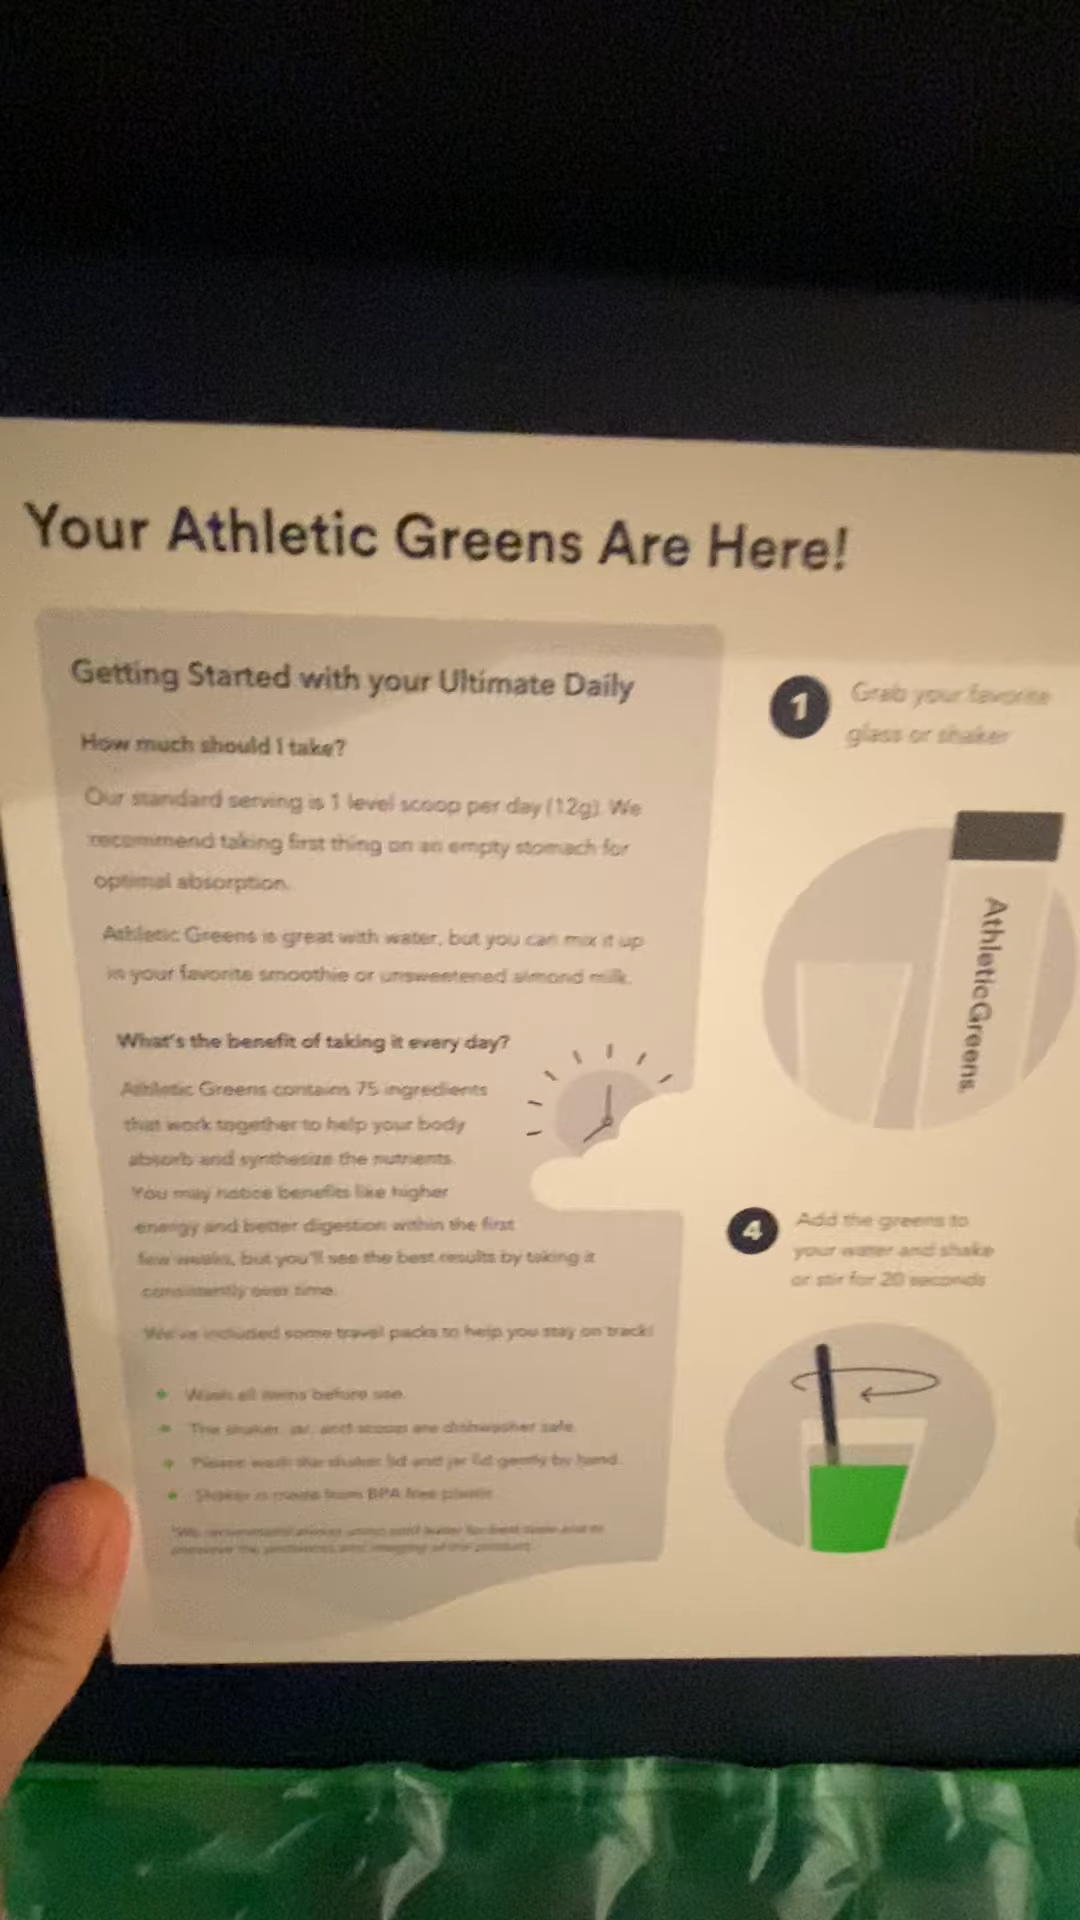 Your Athletic Greens Are Here!
Getting Started with your Ultimate Daily
How much should I take?
Our standard serving is 1 level scoop per day (12g). We
recommend taking first thing on an empty stomach for
optimal absorption.
Athletic Greens is great with water, but you can mix it up
in your favorite smoothie or unsweetened almond milk.
What's the benefit of taking it every day?
Athletic Greens contains 75 ingredients
that work together to help your body
absorb and synthesize the nutrients.
You may notice benefits like higher
energy and better digestion within the first
few weeks, but you'll see the best results by taking it
consistently over time.
We've included some travel packs to help you stay on track!
Wash all items before use.
The shaker, jar, and scoop are dishwasher safe.
Please wash the shaker lid and jar lid gently by hand.
Shaker is made from BPA free plastic.
1
Grab your favorite
glass or shaker
AthleticGreens.
4
Add the greens to
your water and shake
or stir for 20 seconds